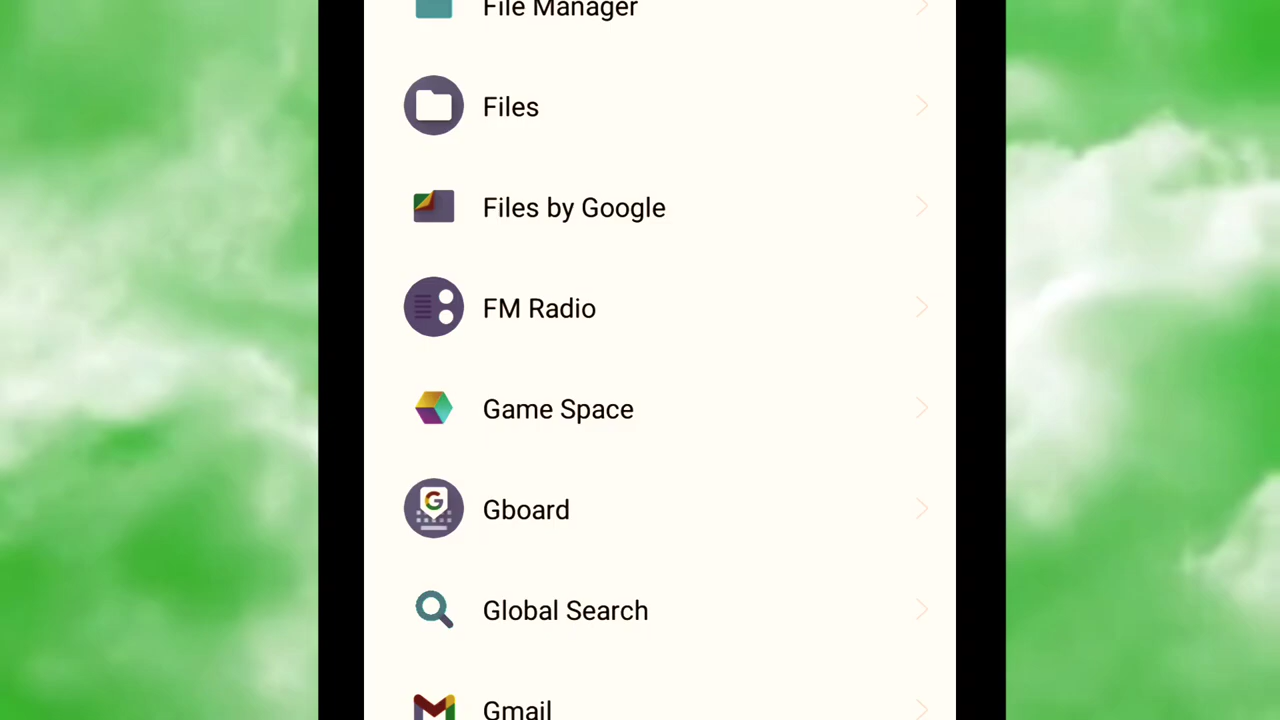 File Manager
Files
Files by Google
FM Radio
Game Space
Gboard
Global Search
Gmail